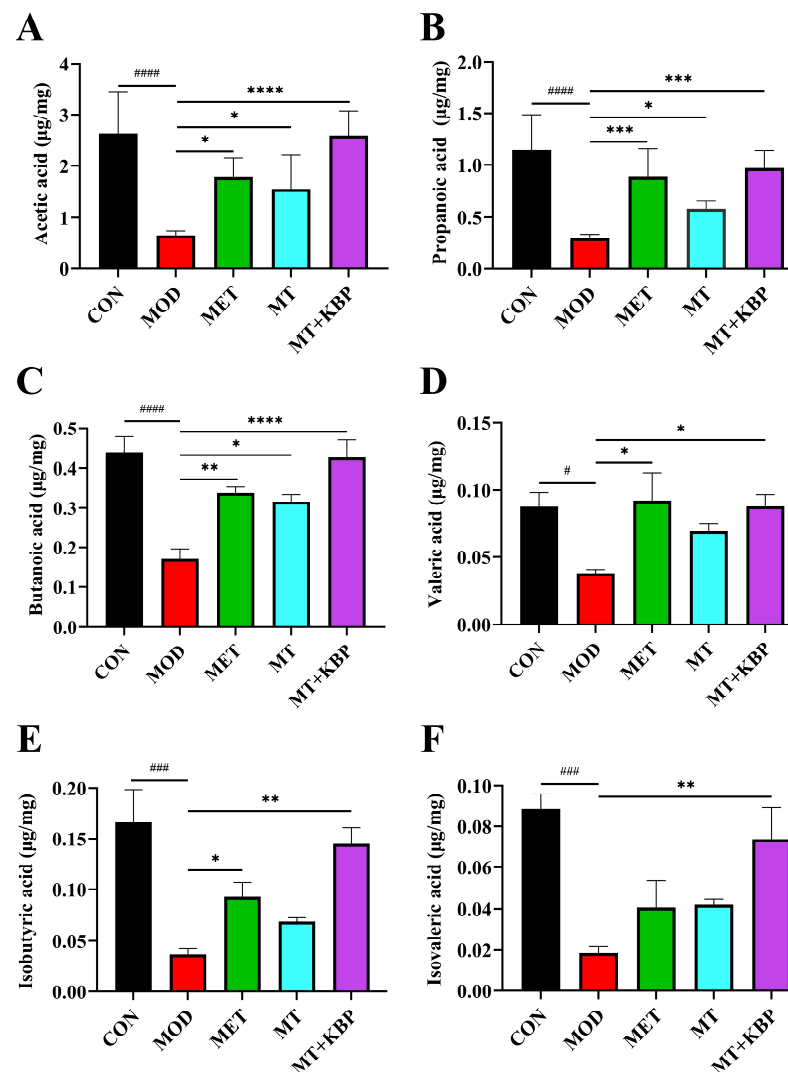 A
Acetic acid (µg/mg)
4
3
2
1
0
####
****
*
*
CON
MOD
MET
MT
MT+KBP
B
Propanoic acid (µg/mg)
2.0
1.5
1.0
0.5
0.0
####
***
*
***
CON
MOD
MET
MT
MT+KBP
C
Butanoic acid (µg/mg)
0.5
0.4
0.3
0.2
0.1
0.0
####
****
*
**
CON
MOD
MET
MT
MT+KBP
D
Valeric acid (µg/mg)
0.15
0.10
0.05
0.00
#
*
*
CON
MOD
MET
MT
MT+KBP
E
Isobutyric acid (µg/mg)
0.20
0.15
0.10
0.05
0.00
###
**
*
CON
MOD
MET
MT
MT+KBP
F
Isovaleric acid (µg/mg)
0.10
0.08
0.06
0.04
0.02
0.00
###
**
CON
MOD
MET
MT
MT+KBP